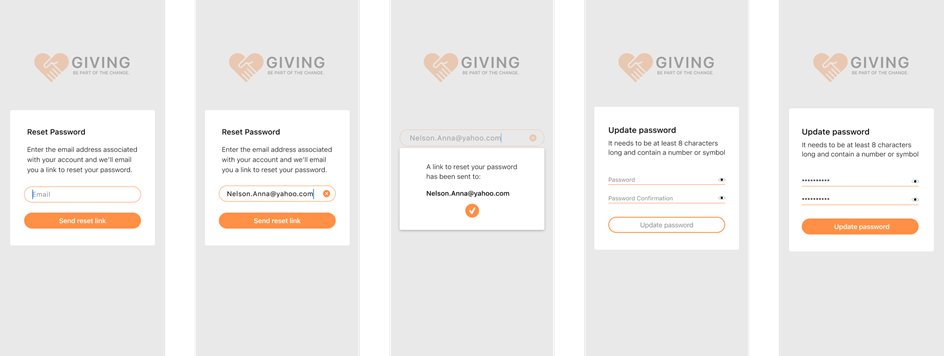 GIVING
BE PART OF THE CHANGE.
Reset Password
Enter the email address associated
with your account and we'll email
you a link to reset your password.
Email
Send reset link
GIVING
BE PART OF THE CHANGE.
Reset Password
Enter the email address associated
with your account and we'll email
you a link to reset your password.
Nelson.Anna@yahoo.com
Send reset link
GIVING
BE PART OF THE CHANGE.
Nelson.Anna@yahoo.com
A link to reset your password
has been sent to:
Nelson.Anna@yahoo.com
GIVING
BE PART OF THE CHANGE.
Update password
It needs to be at least 8 characters
long and contain a number or symbol
Password
Password Confirmation
Update password
GIVING
BE PART OF THE CHANGE.
Update password
It needs to be at least 8 characters
long and contain a number or symbol
**********
**********
Update password